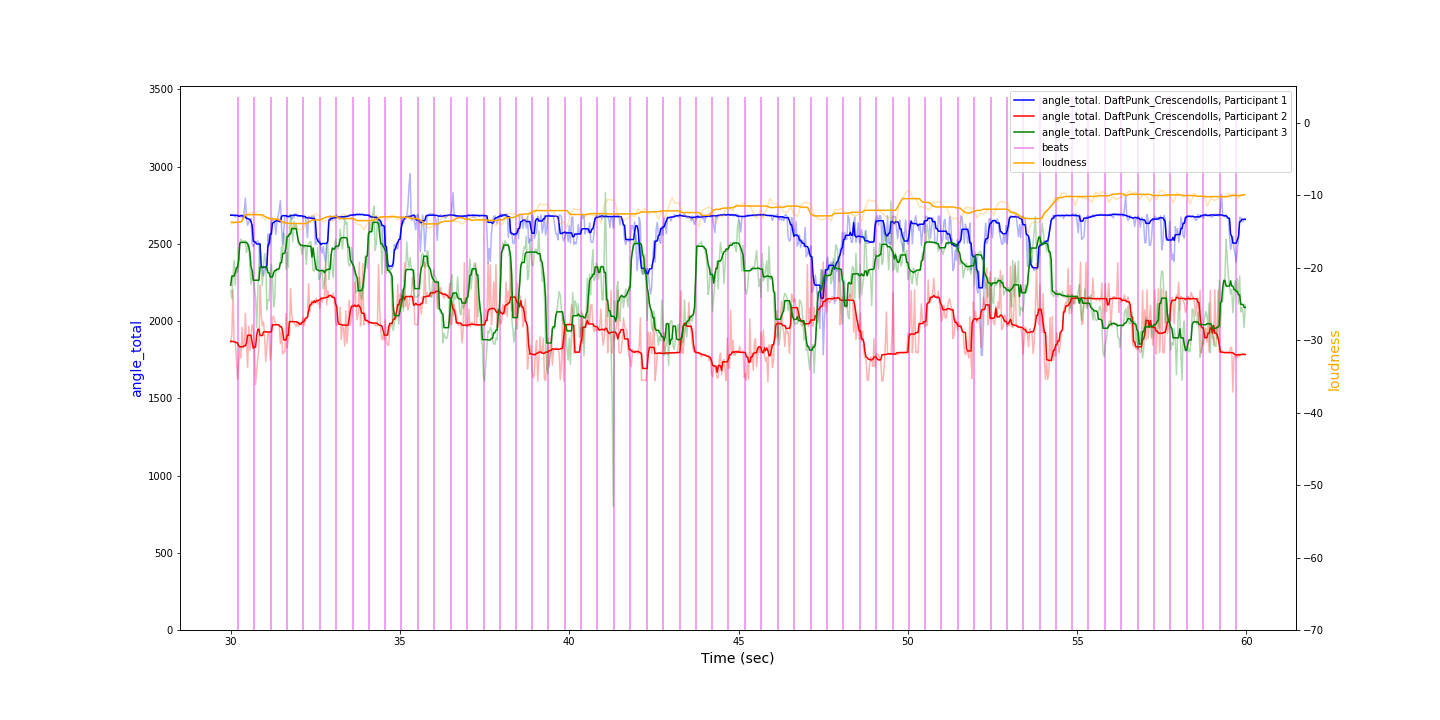 3500
3000
2500
2000
1500
1000
500
0
angle_total
30
35
40
45
50
55
60
Time (sec)
0
−10
−20
−30
−40
−50
−60
−70
loudness
angle_total. DaftPunk_Crescendolls, Participant 1
angle_total. DaftPunk_Crescendolls, Participant 2
angle_total. DaftPunk_Crescendolls, Participant 3
beats
loudness